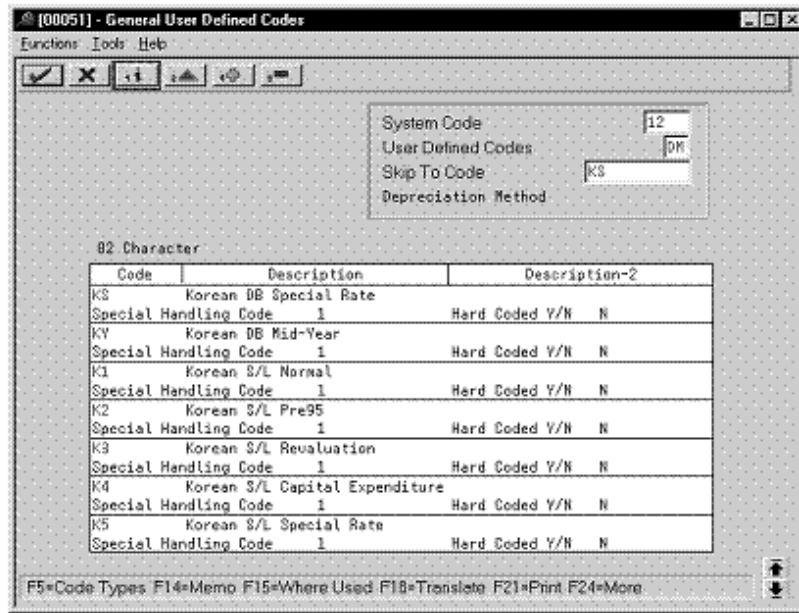 [00051] - General User Defined Codes
Functions Tools Help
System Code 12
User Defined Codes DM
Skip To Code KS
Depreciation Method
02 Character
Code Description Description-2
KS Korean DB Special Rate
Special Handling Code 1 Hard Coded Y/N N
KY Korean DB Mid-Year
Special Handling Code 1 Hard Coded Y/N N
K1 Korean S/L Normal
Special Handling Code 1 Hard Coded Y/N N
K2 Korean S/L Pre95
Special Handling Code 1 Hard Coded Y/N N
K3 Korean S/L Revaluation
Special Handling Code 1 Hard Coded Y/N N
K4 Korean S/L Capital Expenditure
Special Handling Code 1 Hard Coded Y/N N
K5 Korean S/L Special Rate
Special Handling Code 1 Hard Coded Y/N N
F5=Code Types F14=Memo F15=Where Used F18=Translate F21=Print F24=More